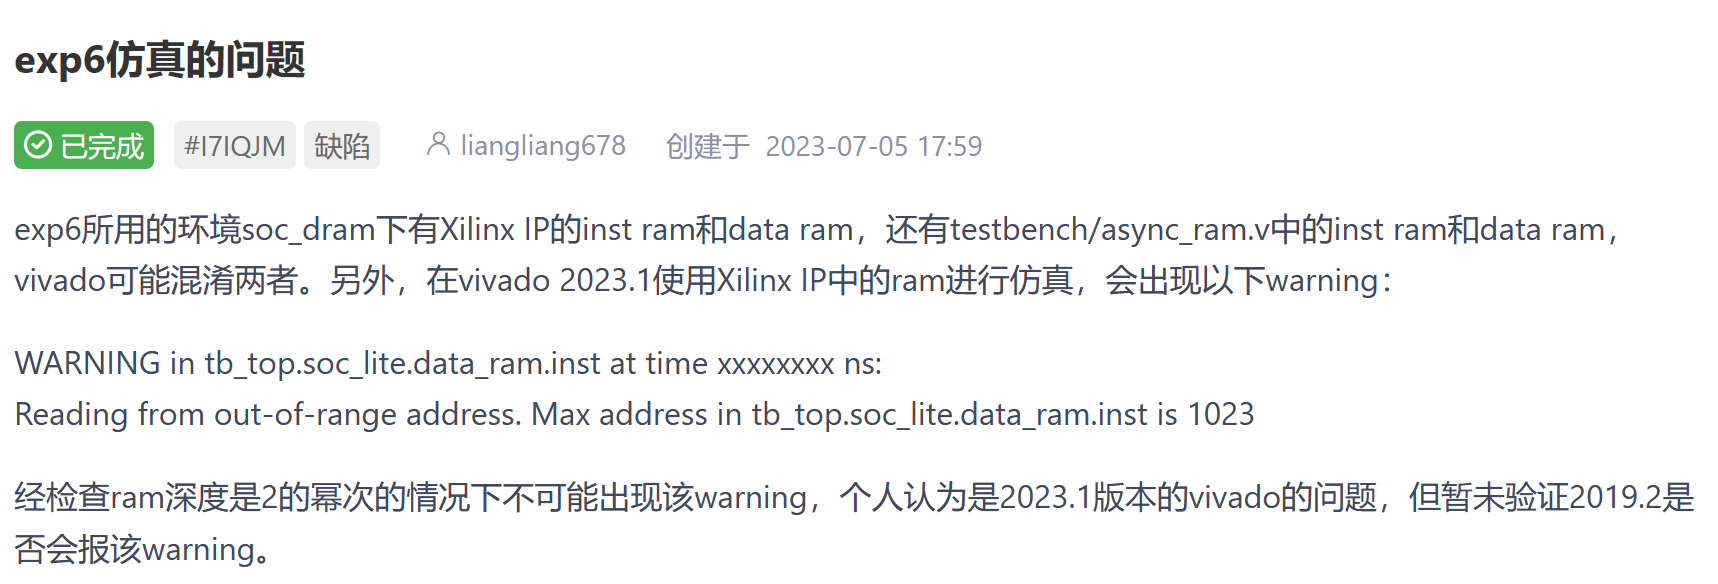 exp6仿真的问题
已完成 #I7IQJM 缺陷 liangliang678 创建于 2023-07-05 17:59
exp6所用的环境soc_dram下有Xilinx IP的inst ram和data ram，还有testbench/async_ram.v中的inst ram和data ram，
vivado可能混淆两者。另外，在vivado 2023.1使用Xilinx IP中的ram进行仿真，会出现以下warning：
WARNING in tb_top.soc_lite.data_ram.inst at time xxxxxxxx ns:
Reading from out-of-range address. Max address in tb_top.soc_lite.data_ram.inst is 1023
经检查ram深度是2的幂次的情况下不可能出现该warning，个人认为是2023.1版本的vivado的问题，但暂未验证2019.2是
否会报该warning。